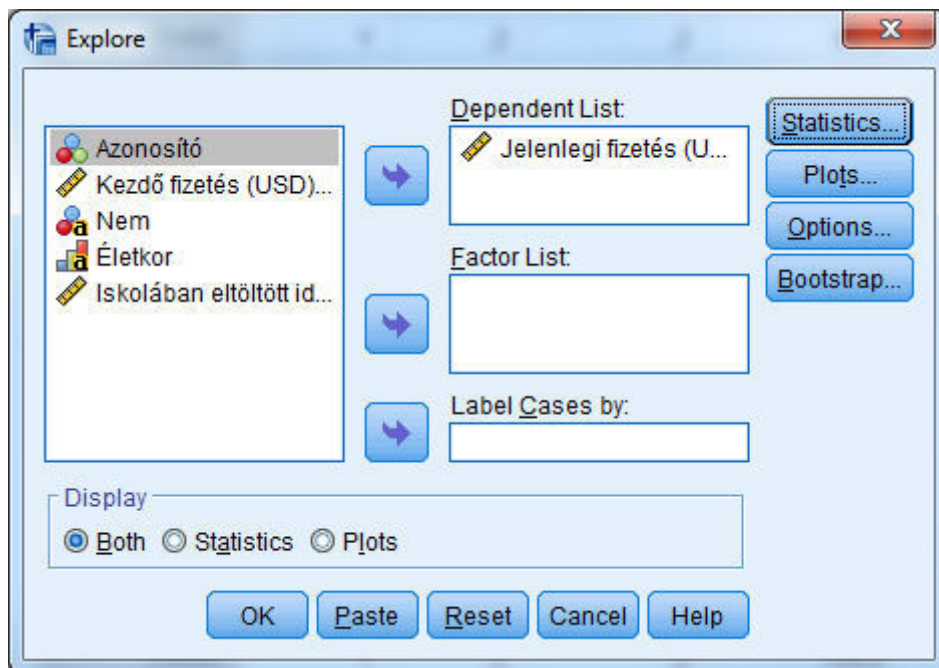 Explore
Azonosító
Kezdő fizetés (USD)...
Nem
Életkor
Iskolában eltöltött id...
Dependent List:
Jelenlegi fizetés (U...
Factor List:
Label Cases by:
Statistics...
Plots...
Options...
Bootstrap...
Display
Both Statistics Plots
OK Paste Reset Cancel Help